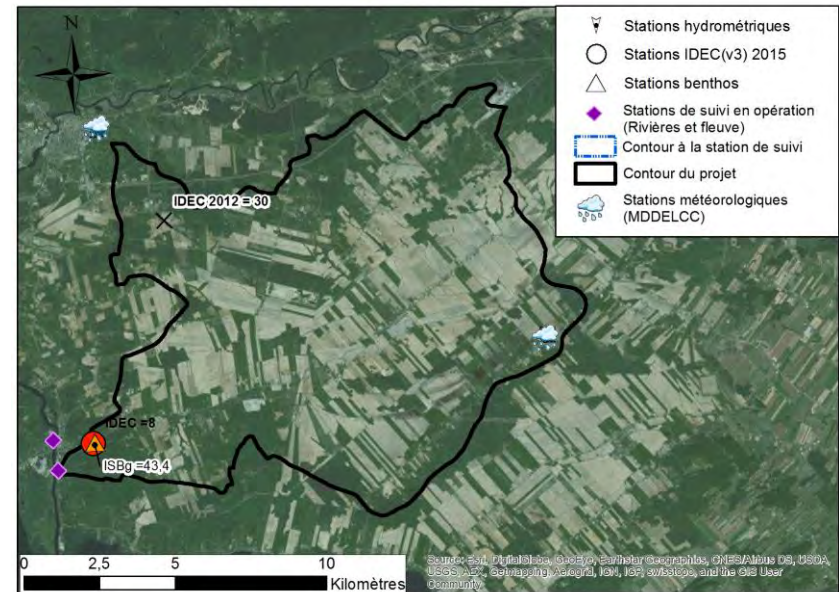 N
Stations hydrométriques
Stations IDEC(v3) 2015
Stations benthos
Stations de suivi en opération
(Rivières et fleuve)
Contour à la station de suivi
Contour du projet
Stations météorologiques
(MDDELCC)
IDEC 2012 = 30
IDEC =8
ISBg =43,4
0 2,5 5 10
Kilomètres
Source: Esri, DigitalGlobe, GeoEye, Earthstar Geographics, CNES/Airbus DS, USDA,
USGS, AEX, Getmapping, Aerogrid, IGN, IGP, swisstopo, and the GIS User
Community